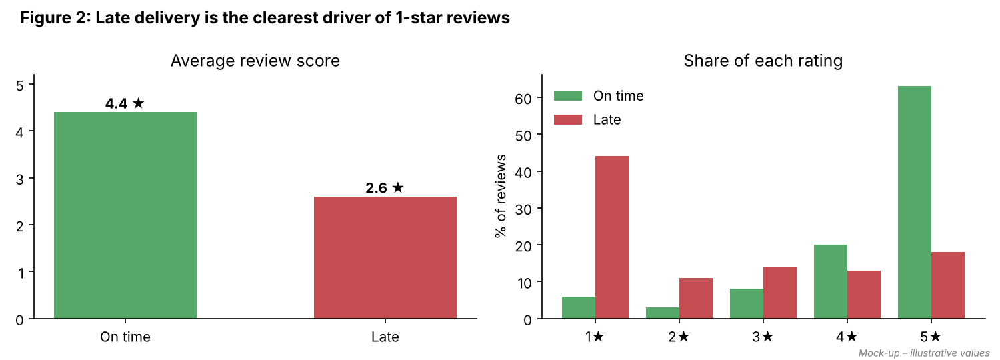 Figure 2: Late delivery is the clearest driver of 1-star reviews
Average review score
5
4
3
2
1
0
4.4 ★
2.6 ★
On time
Late
Share of each rating
% of reviews
60
50
40
30
20
10
0
On time
Late
1★
2★
3★
4★
5★
Mock-up – illustrative values